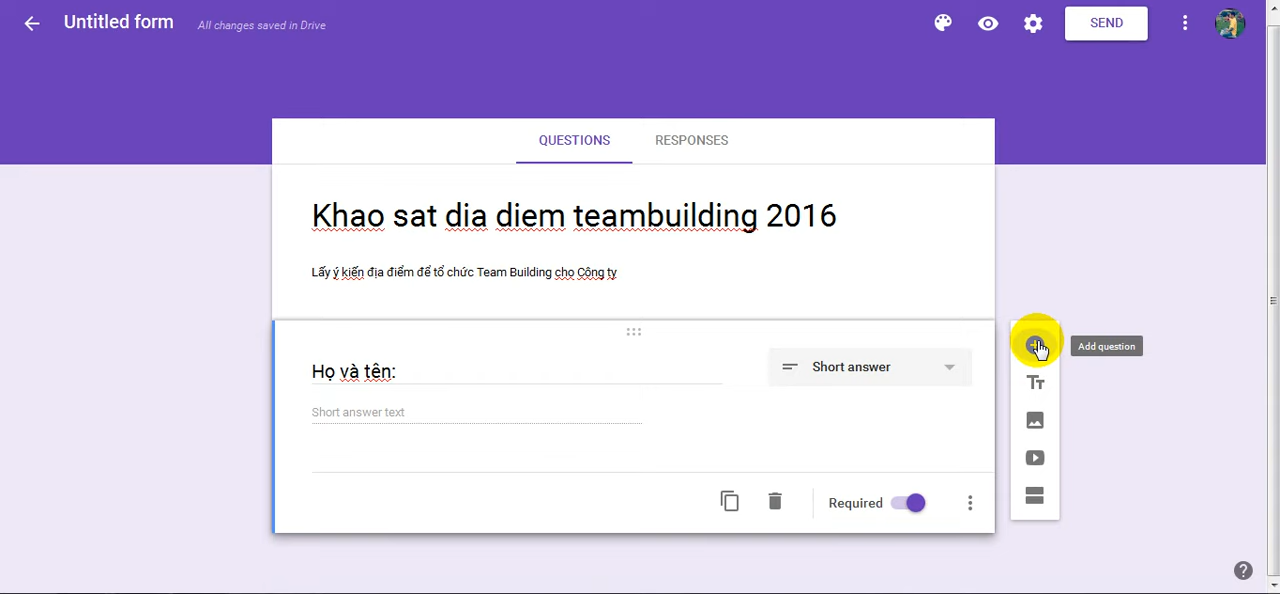 Untitled form
All changes saved in Drive
SEND
QUESTIONS
RESPONSES
Khao sat dia diem teambuilding 2016
Lấy ý kiến địa điểm để tổ chức Team Building cho Công ty
Họ và tên:
Short answer
Add question
Short answer text
Required